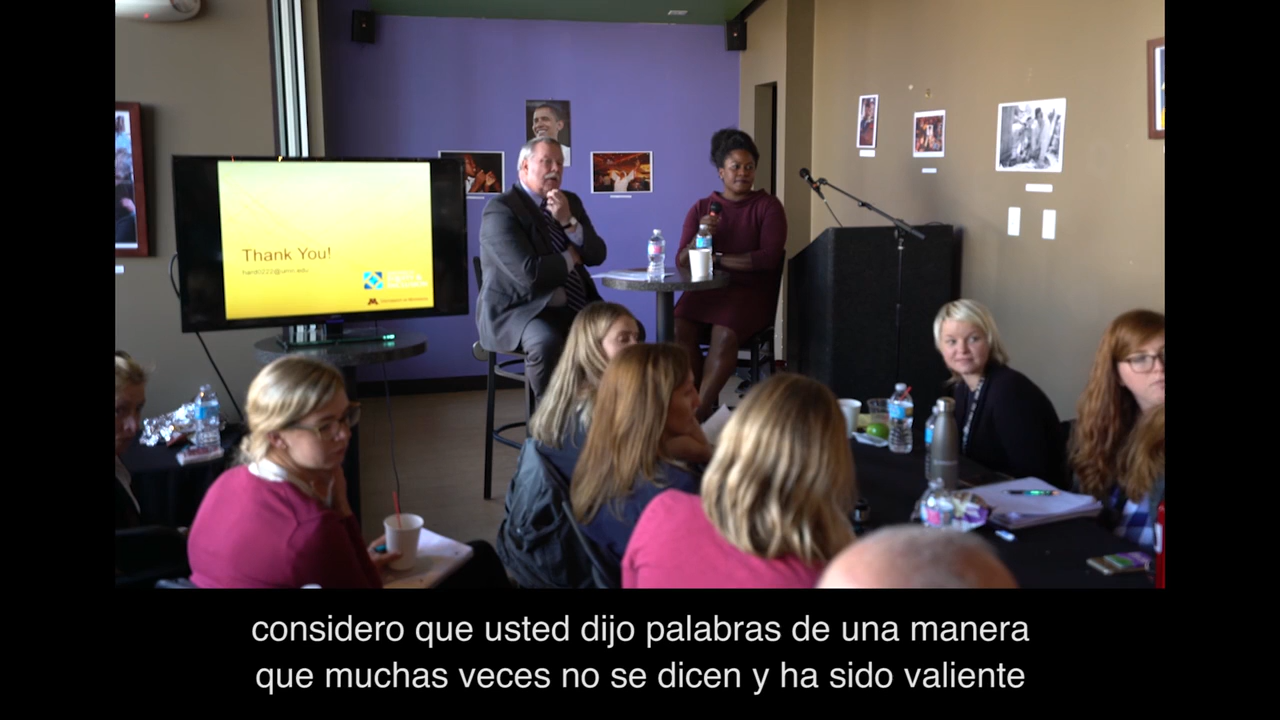 Thank You!
considero que usted dijo palabras de una manera
que muchas veces no se dicen y ha sido valiente